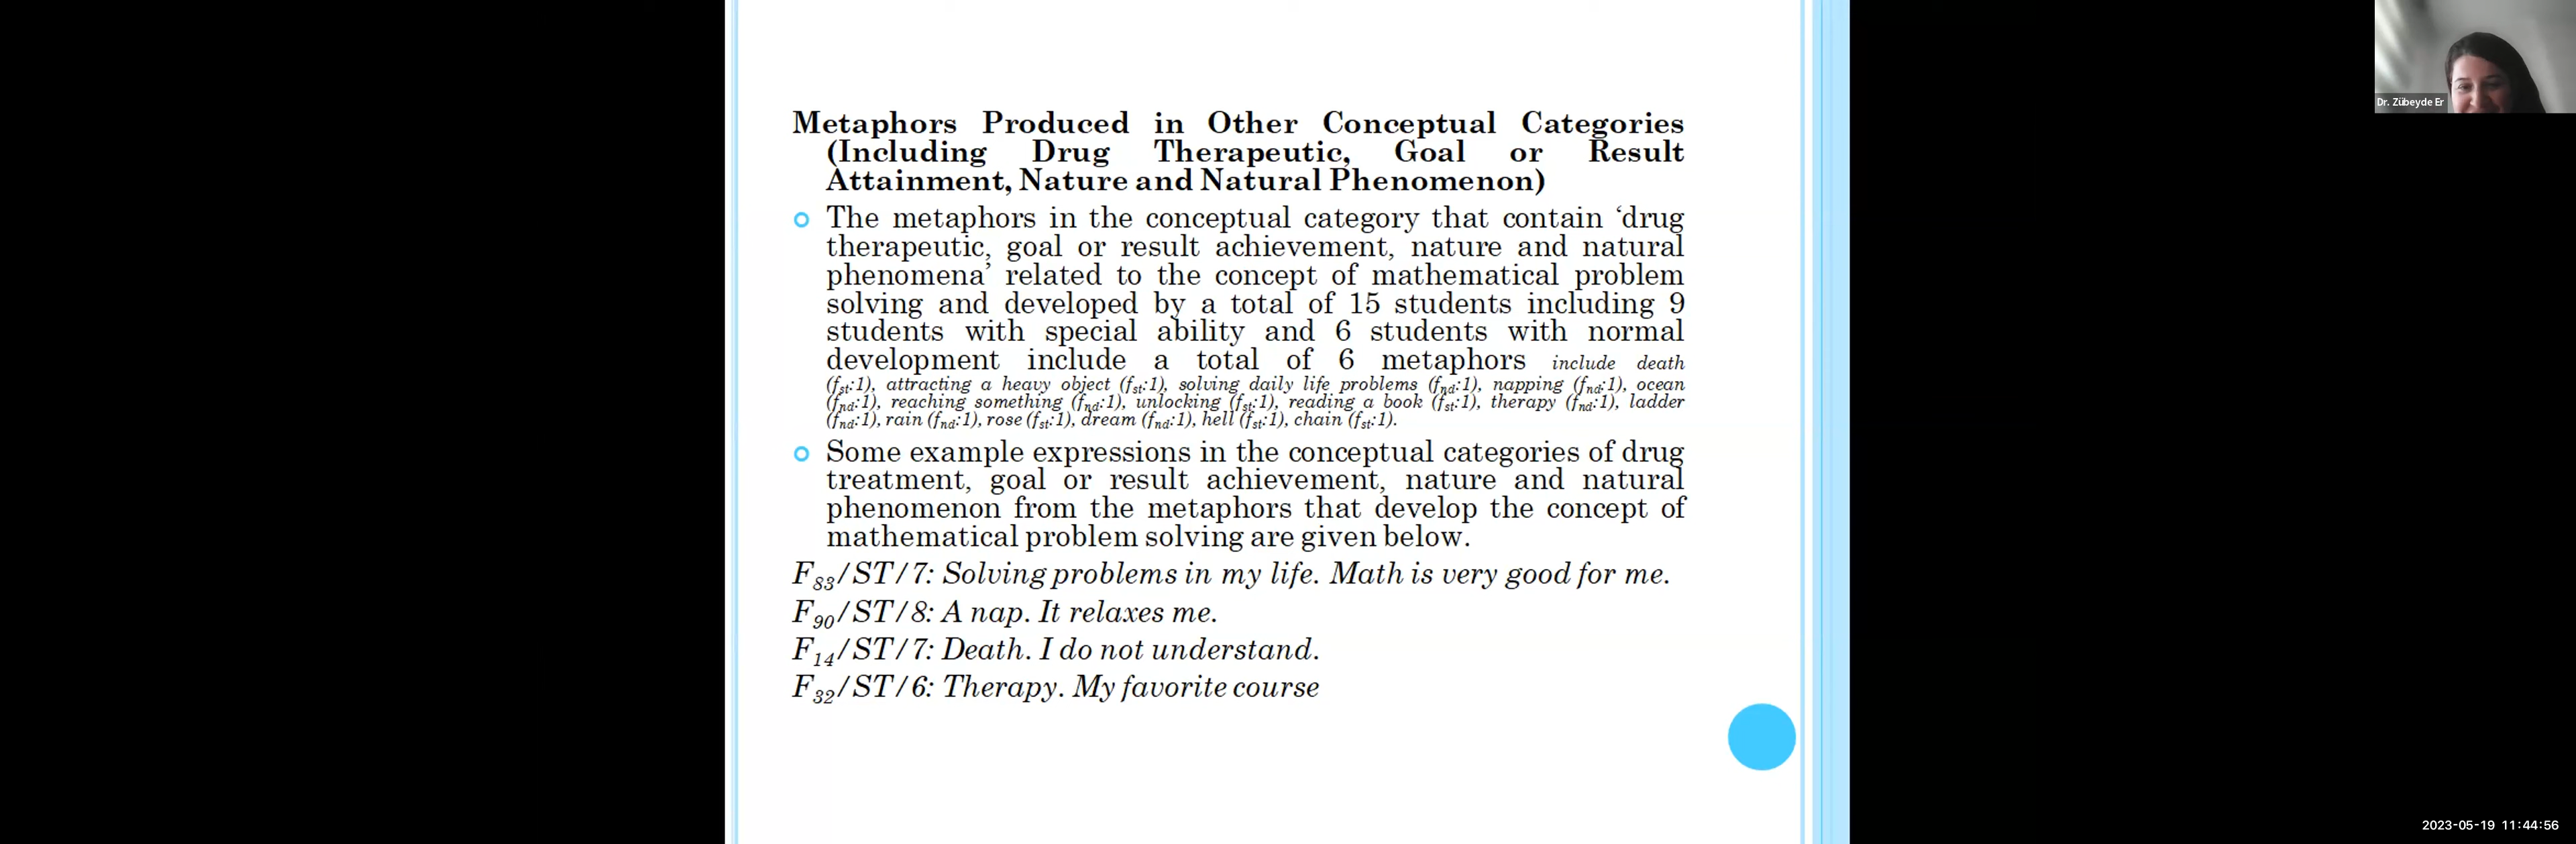 Metaphors Produced in Other Conceptual Categories
(Including Drug Therapeutic, Goal or Result
Attainment, Nature and Natural Phenomenon)
The metaphors in the conceptual category that contain ‘drug
therapeutic, goal or result achievement, nature and natural
phenomena’ related to the concept of mathematical problem
solving and developed by a total of 15 students including 9
students with special ability and 6 students with normal
development include a total of 6 metaphors include death
(fst:1), attracting a heavy object (fst:1), solving daily life problems (fnd:1), napping (fnd:1), ocean
(fnd:1), reaching something (fnd:1), unlocking (fst:1), reading a book (fst:1), therapy (fnd:1), ladder
(fnd:1), rain (fnd:1), rose (fst:1), dream (fnd:1), hell (fst:1), chain (fst:1).
Some example expressions in the conceptual categories of drug
treatment, goal or result achievement, nature and natural
phenomenon from the metaphors that develop the concept of
mathematical problem solving are given below.
F83/ST/7: Solving problems in my life. Math is very good for me.
F90/ST/8: A nap. It relaxes me.
F14/ST/7: Death. I do not understand.
F32/ST/6: Therapy. My favorite course
Dr. Zübeyde Er
2023-05-19 11:44:56